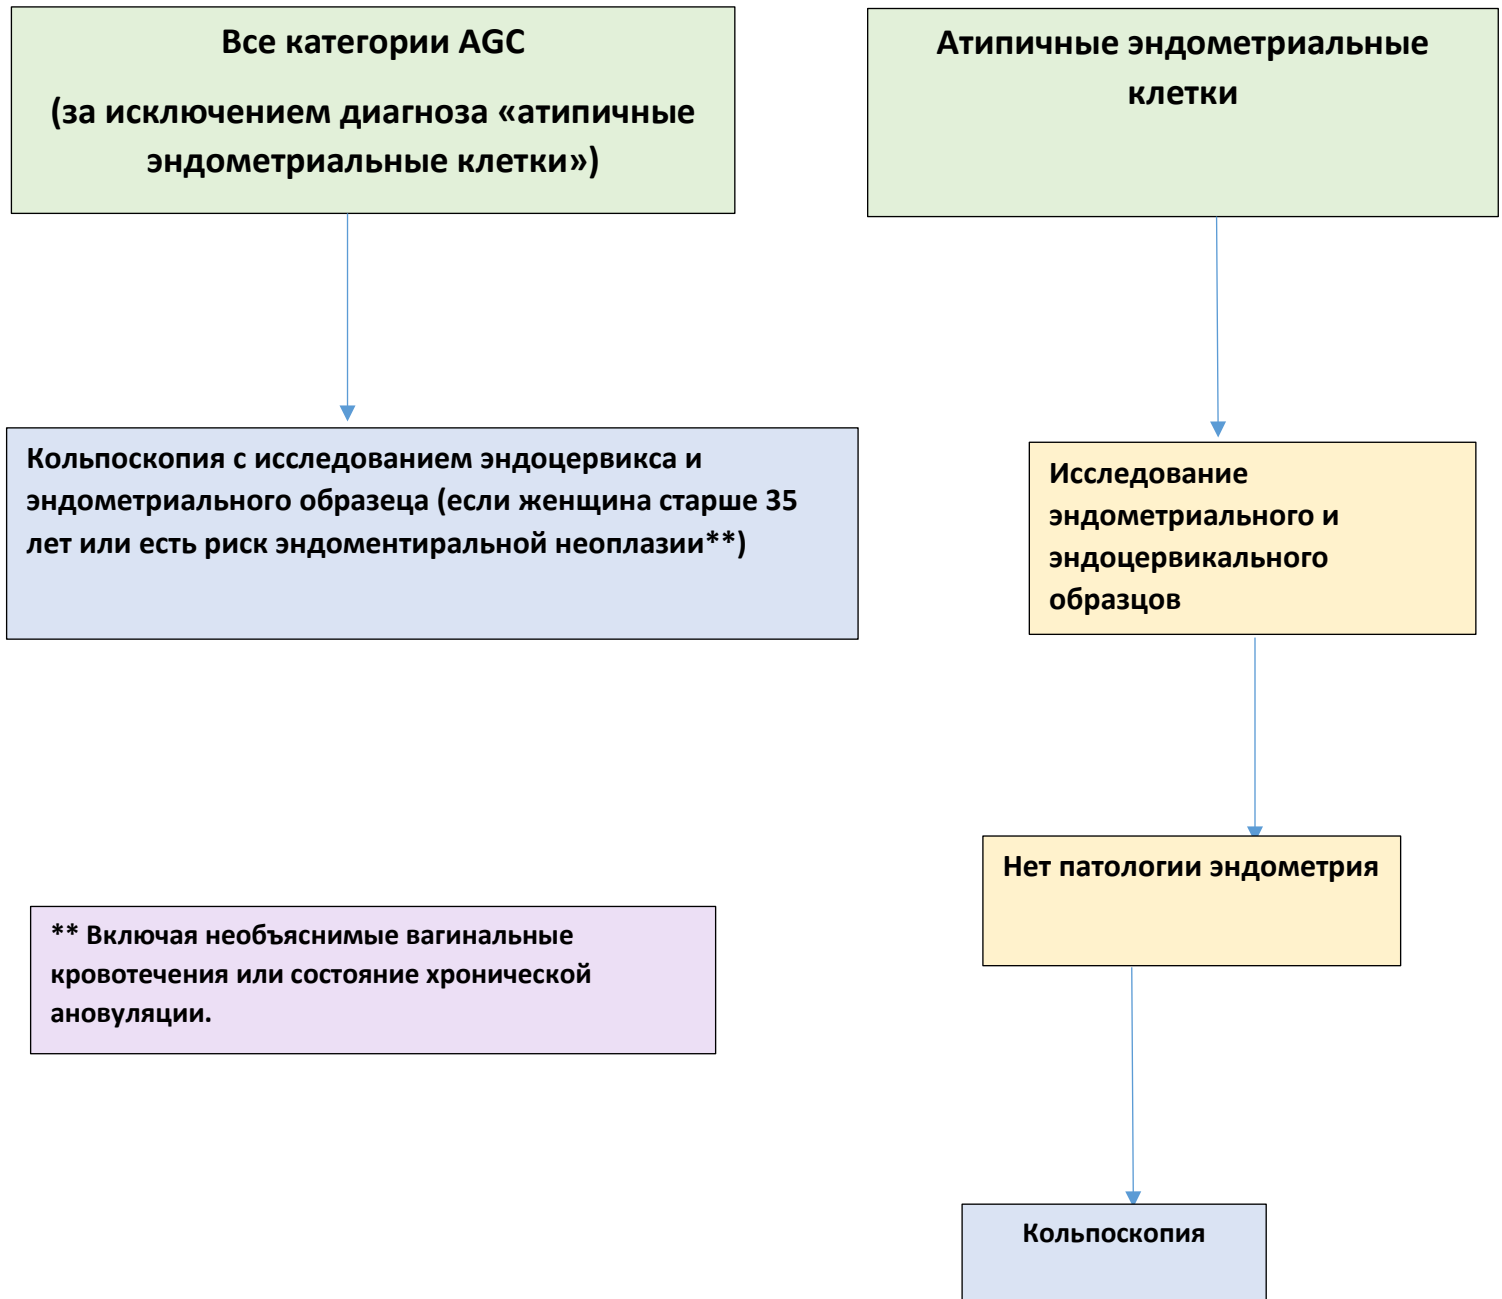 Все категории AGC
(за исключением диагноза «атипичные
эндометриальные клетки»)
Атипичные эндометриальные
клетки
Кольпоскопия с исследованием эндоцервикса и
эндометриального образеца (если женщина старше 35
лет или есть риск эндоментиральной неоплазии**)
Исследование
эндометриального и
эндоцервикального
образцов
Нет патологии эндометрия
** Включая необъяснимые вагинальные
кровотечения или состояние хронической
ановуляции.
Кольпоскопия